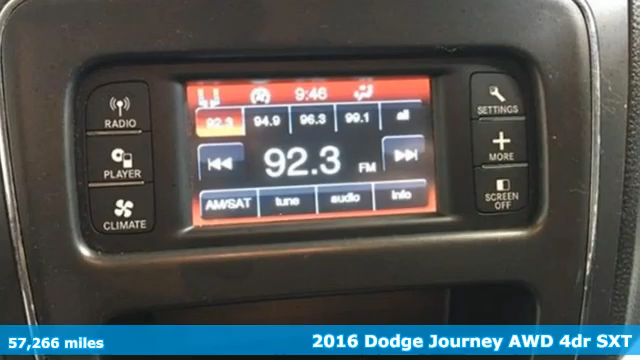 9:46
92.3 94.9 96.3 99.1 all
92.3 FM
AM/SAT tune audio info
RADIO
PLAYER
CLIMATE
SETTINGS
MORE
SCREEN
OFF
57,266 miles
2016 Dodge Journey AWD 4dr SXT